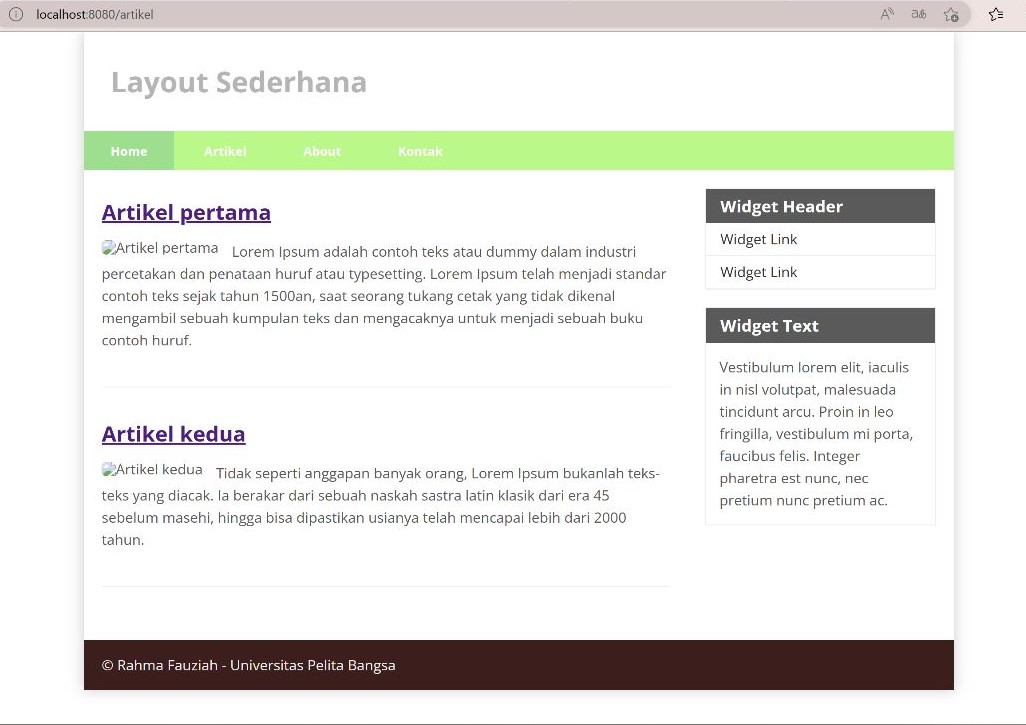 localhost:8080/artikel
Layout Sederhana
Home Artikel About Kontak
Artikel pertama
Artikel pertama Lorem Ipsum adalah contoh teks atau dummy dalam industri
percetakan dan penataan huruf atau typesetting. Lorem Ipsum telah menjadi standar
contoh teks sejak tahun 1500an, saat seorang tukang cetak yang tidak dikenal
mengambil sebuah kumpulan teks dan mengacaknya untuk menjadi sebuah buku
contoh huruf.
Artikel kedua
Artikel kedua Tidak seperti anggapan banyak orang, Lorem Ipsum bukanlah teks-
teks yang diacak. Ia berakar dari sebuah naskah sastra latin klasik dari era 45
sebelum masehi, hingga bisa dipastikan usianya telah mencapai lebih dari 2000
tahun.
Widget Header
Widget Link
Widget Link
Widget Text
Vestibulum lorem elit, iaculis
in nisl volutpat, malesuada
tincidunt arcu. Proin in leo
fringilla, vestibulum mi porta,
faucibus felis. Integer
pharetra est nunc, nec
pretium nunc pretium ac.
© Rahma Fauziah - Universitas Pelita Bangsa